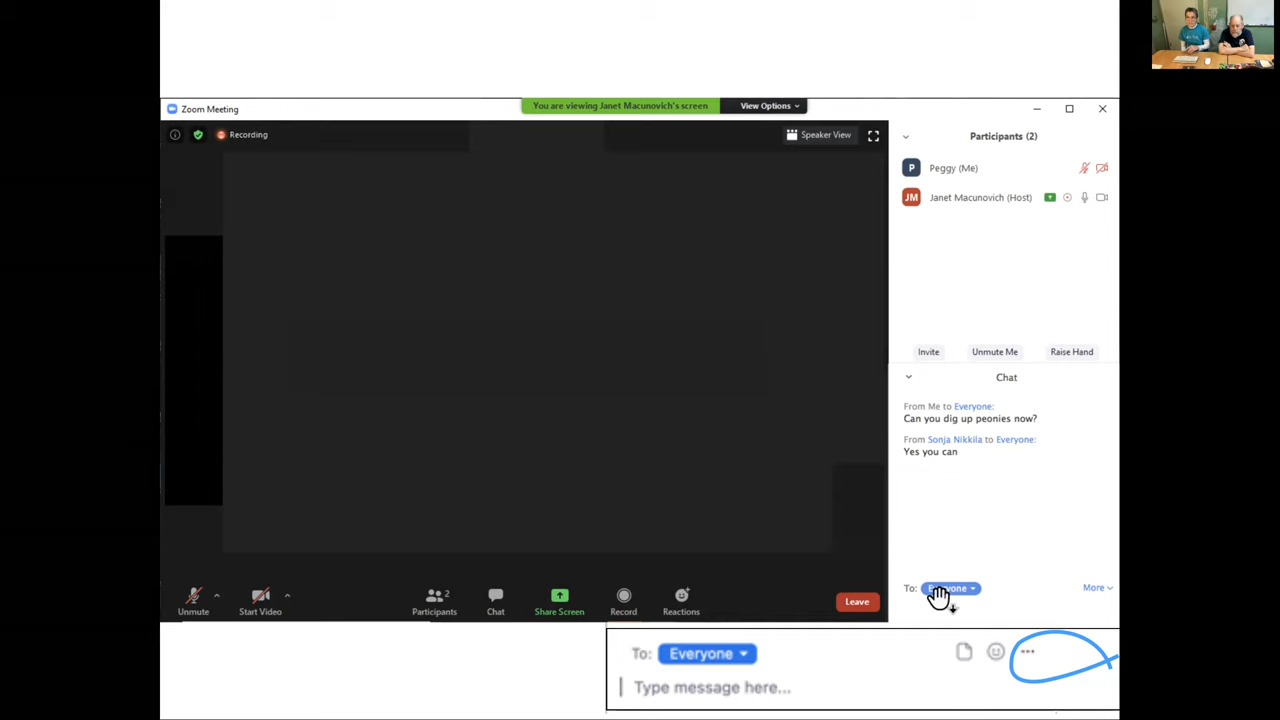 Zoom Meeting
You are viewing Janet Macunovich's screen
View Options
Recording
Speaker View
Participants (2)
P
Peggy (Me)
JM
Janet Macunovich (Host)
Invite
Unmute Me
Raise Hand
Chat
From Me to Everyone:
Can you dig up peonies now?
From Sonja Nikkila to Everyone:
Yes you can
To: Everyone
More
Unmute
Start Video
2
Participants
Chat
Share Screen
Record
Reactions
Leave
To: Everyone
Type message here...